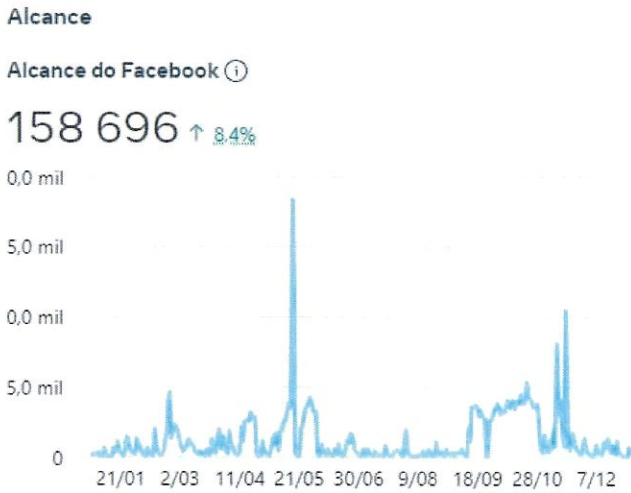 Alcance
Alcance do Facebook
158 696 ↑ 8,4%
0,0 mil
5,0 mil
0,0 mil
5,0 mil
0
21/01 2/03 11/04 21/05 30/06 9/08 18/09 28/10 7/12